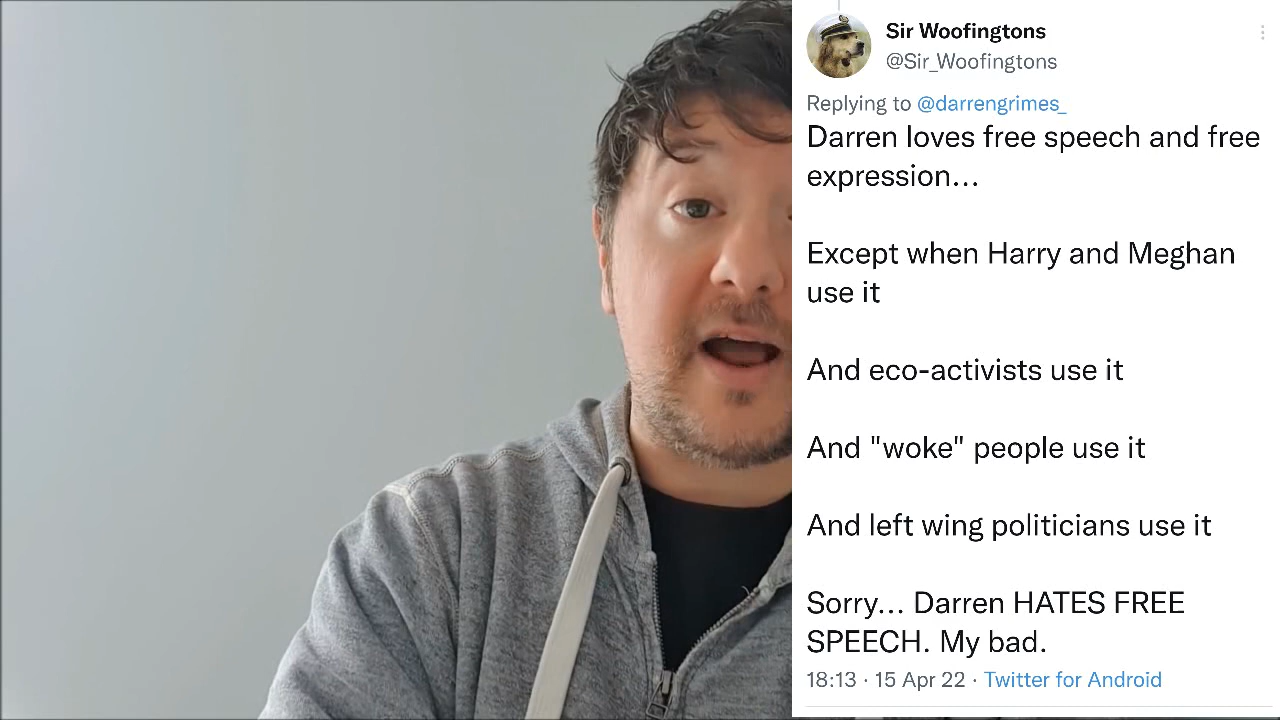 Sir Woofingtons
@Sir_Woofingtons
Replying to @darrengrimes_
Darren loves free speech and free
expression...
Except when Harry and Meghan
use it
And eco-activists use it
And "woke" people use it
And left wing politicians use it
Sorry... Darren HATES FREE
SPEECH. My bad.
18:13 · 15 Apr 22 · Twitter for Android